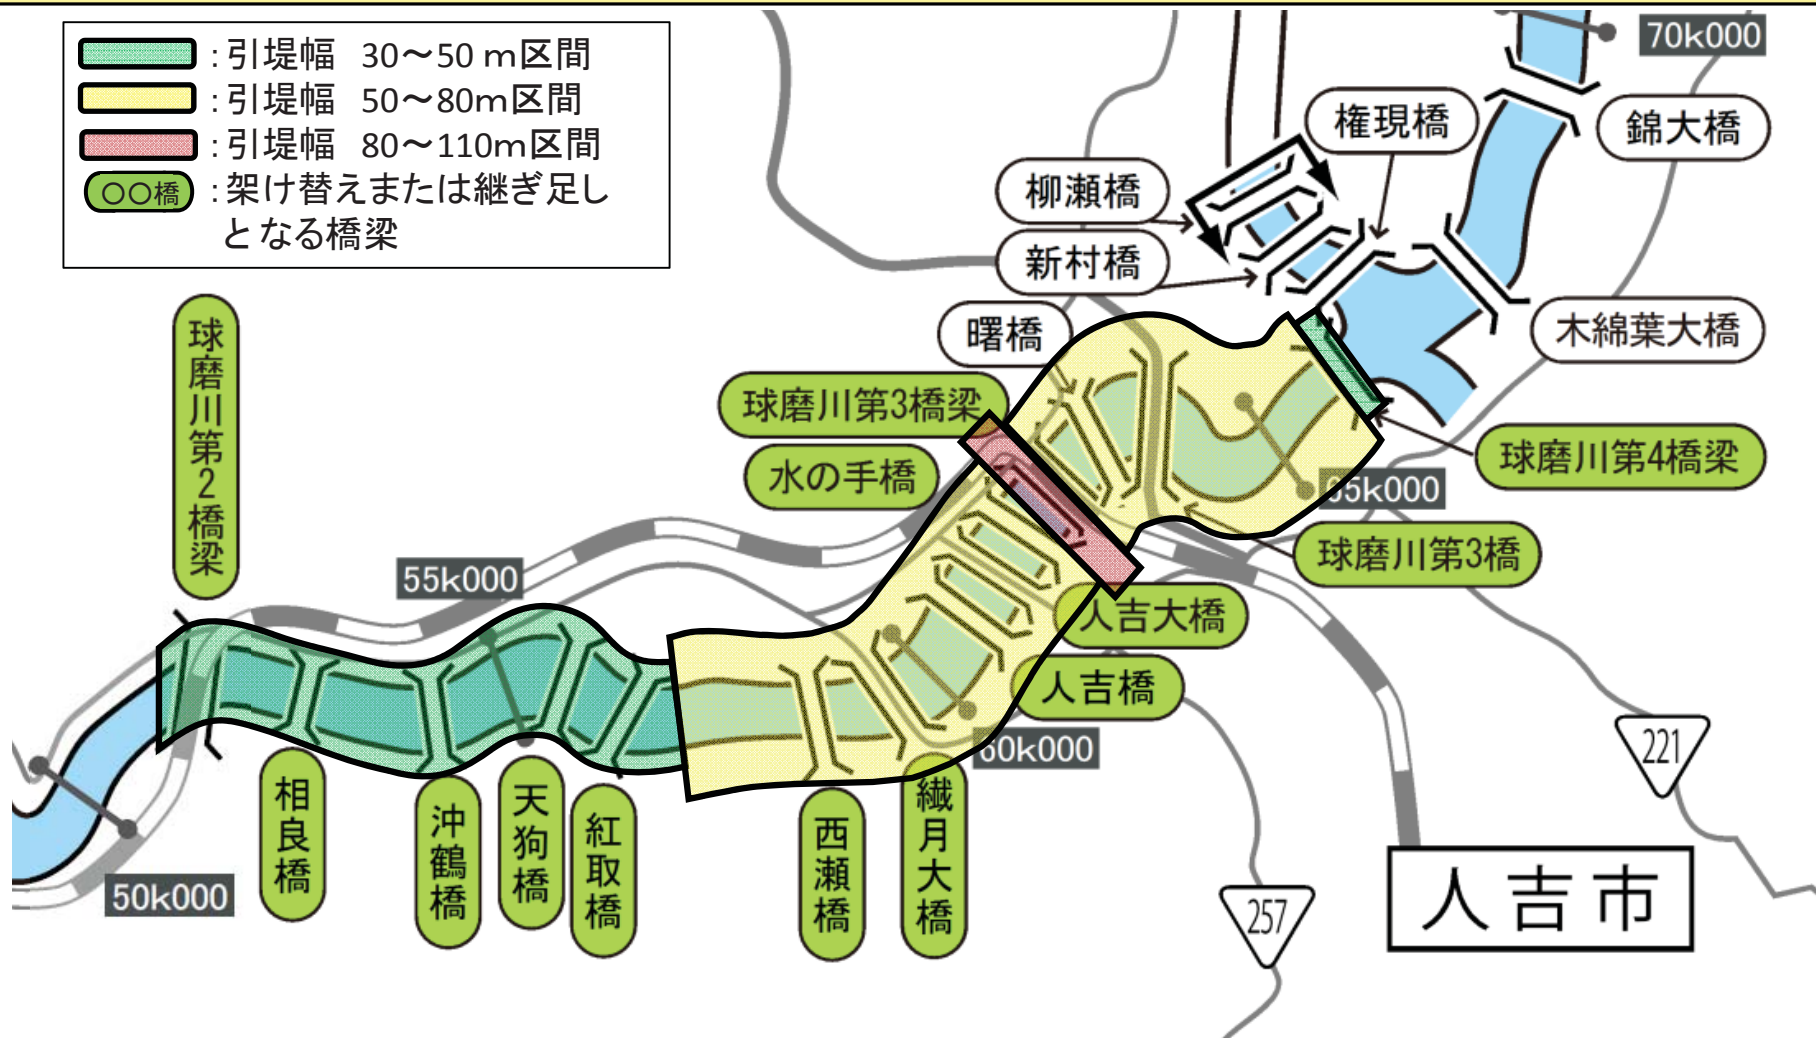 ：引堤幅　30～50 m区間
：引堤幅　50～80m区間
：引堤幅　80～110m区間
○○橋：架け替えまたは継ぎ足し
となる橋梁
70k000
権現橋
錦大橋
柳瀬橋
新村橋
曙橋
木綿葉大橋
球磨川第2橋梁
球磨川第3橋梁
水の手橋
球磨川第4橋梁
65k000
球磨川第3橋
55k000
人吉大橋
人吉橋
60k000
221
相良橋
沖鶴橋
天狗橋
紅取橋
西瀬橋
繊月大橋
50k000
257
人吉市